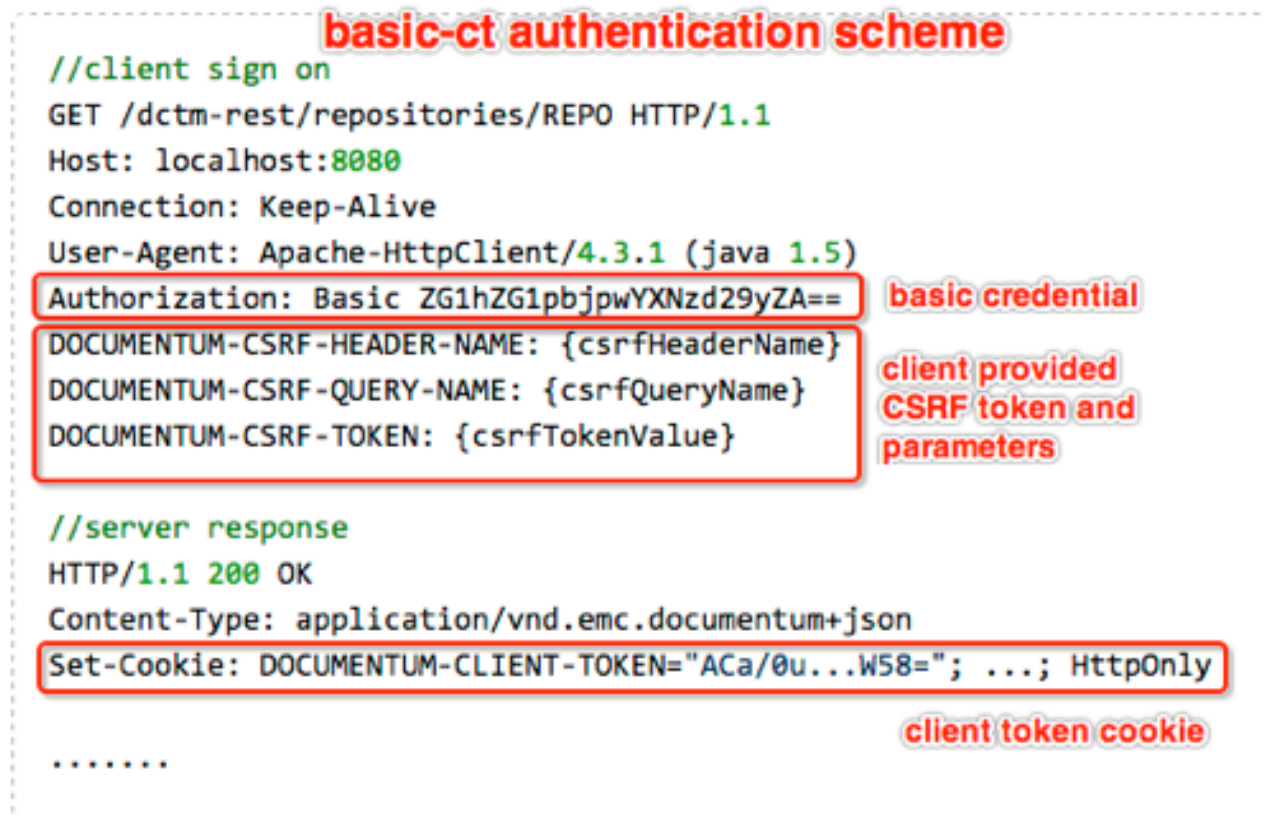 basic-ct authentication scheme
//client sign on
GET /dctm-rest/repositories/REPO HTTP/1.1
Host: localhost:8080
Connection: Keep-Alive
User-Agent: Apache-HttpClient/4.3.1 (java 1.5)
Authorization: Basic ZG1hZG1pbjpwYXNzd29yZA==
basic credential
DOCUMENTUM-CSRF-HEADER-NAME: {csrfHeaderName}
DOCUMENTUM-CSRF-QUERY-NAME: {csrfQueryName}
DOCUMENTUM-CSRF-TOKEN: {csrfTokenValue}
client provided
CSRF token and
parameters
//server response
HTTP/1.1 200 OK
Content-Type: application/vnd.emc.documentum+json
Set-Cookie: DOCUMENTUM-CLIENT-TOKEN="ACa/0u...W58="; ...; HttpOnly
client token cookie
.......